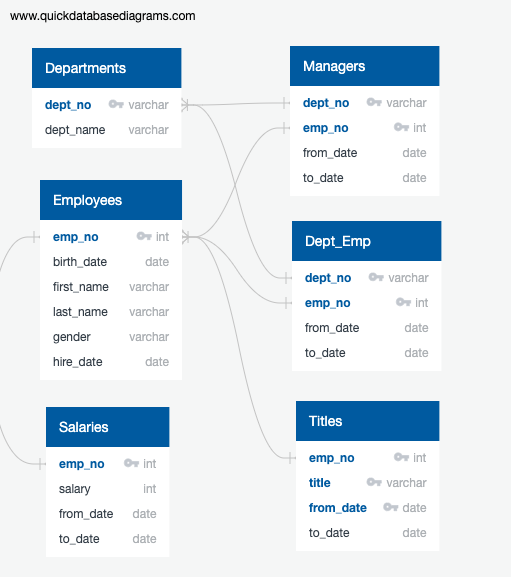 www.quickdatabasediagrams.com
Departments
dept_no varchar
dept_name varchar
Managers
dept_no varchar
emp_no int
from_date date
to_date date
Employees
emp_no int
birth_date date
first_name varchar
last_name varchar
gender varchar
hire_date date
Dept_Emp
dept_no varchar
emp_no int
from_date date
to_date date
Salaries
emp_no int
salary int
from_date date
to_date date
Titles
emp_no int
title varchar
from_date date
to_date date